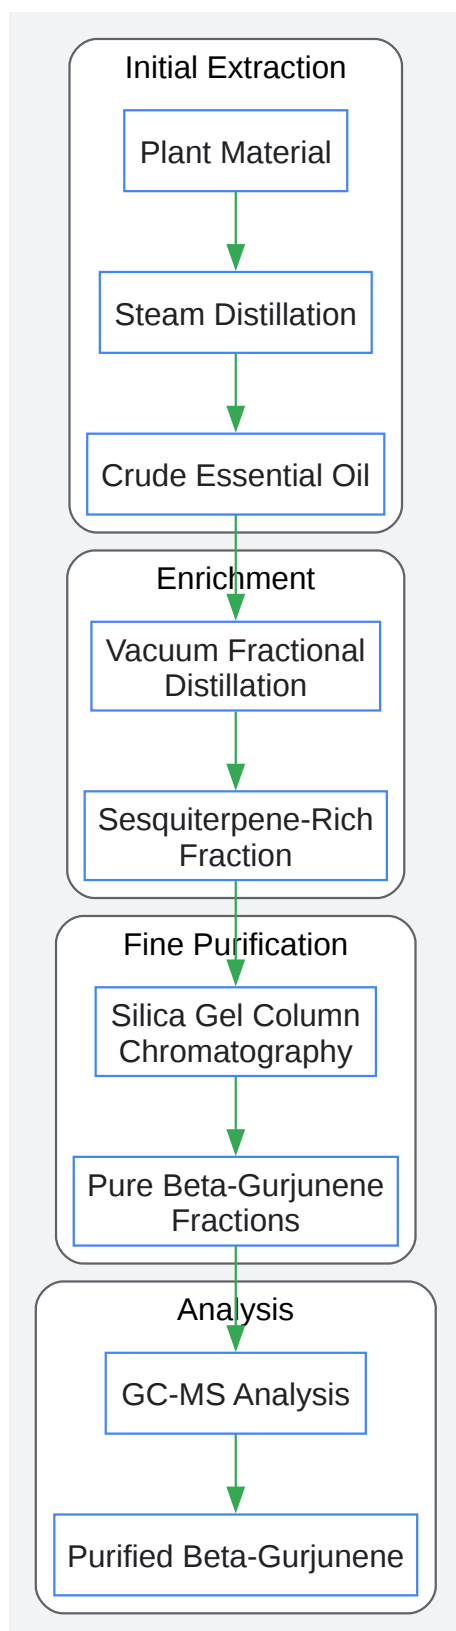 Initial Extraction
Plant Material
Steam Distillation
Crude Essential Oil
Enrichment
Vacuum Fractional
Distillation
Sesquiterpene-Rich
Fraction
Fine Purification
Silica Gel Column
Chromatography
Pure Beta-Gurjunene
Fractions
Analysis
GC-MS Analysis
Purified Beta-Gurjunene